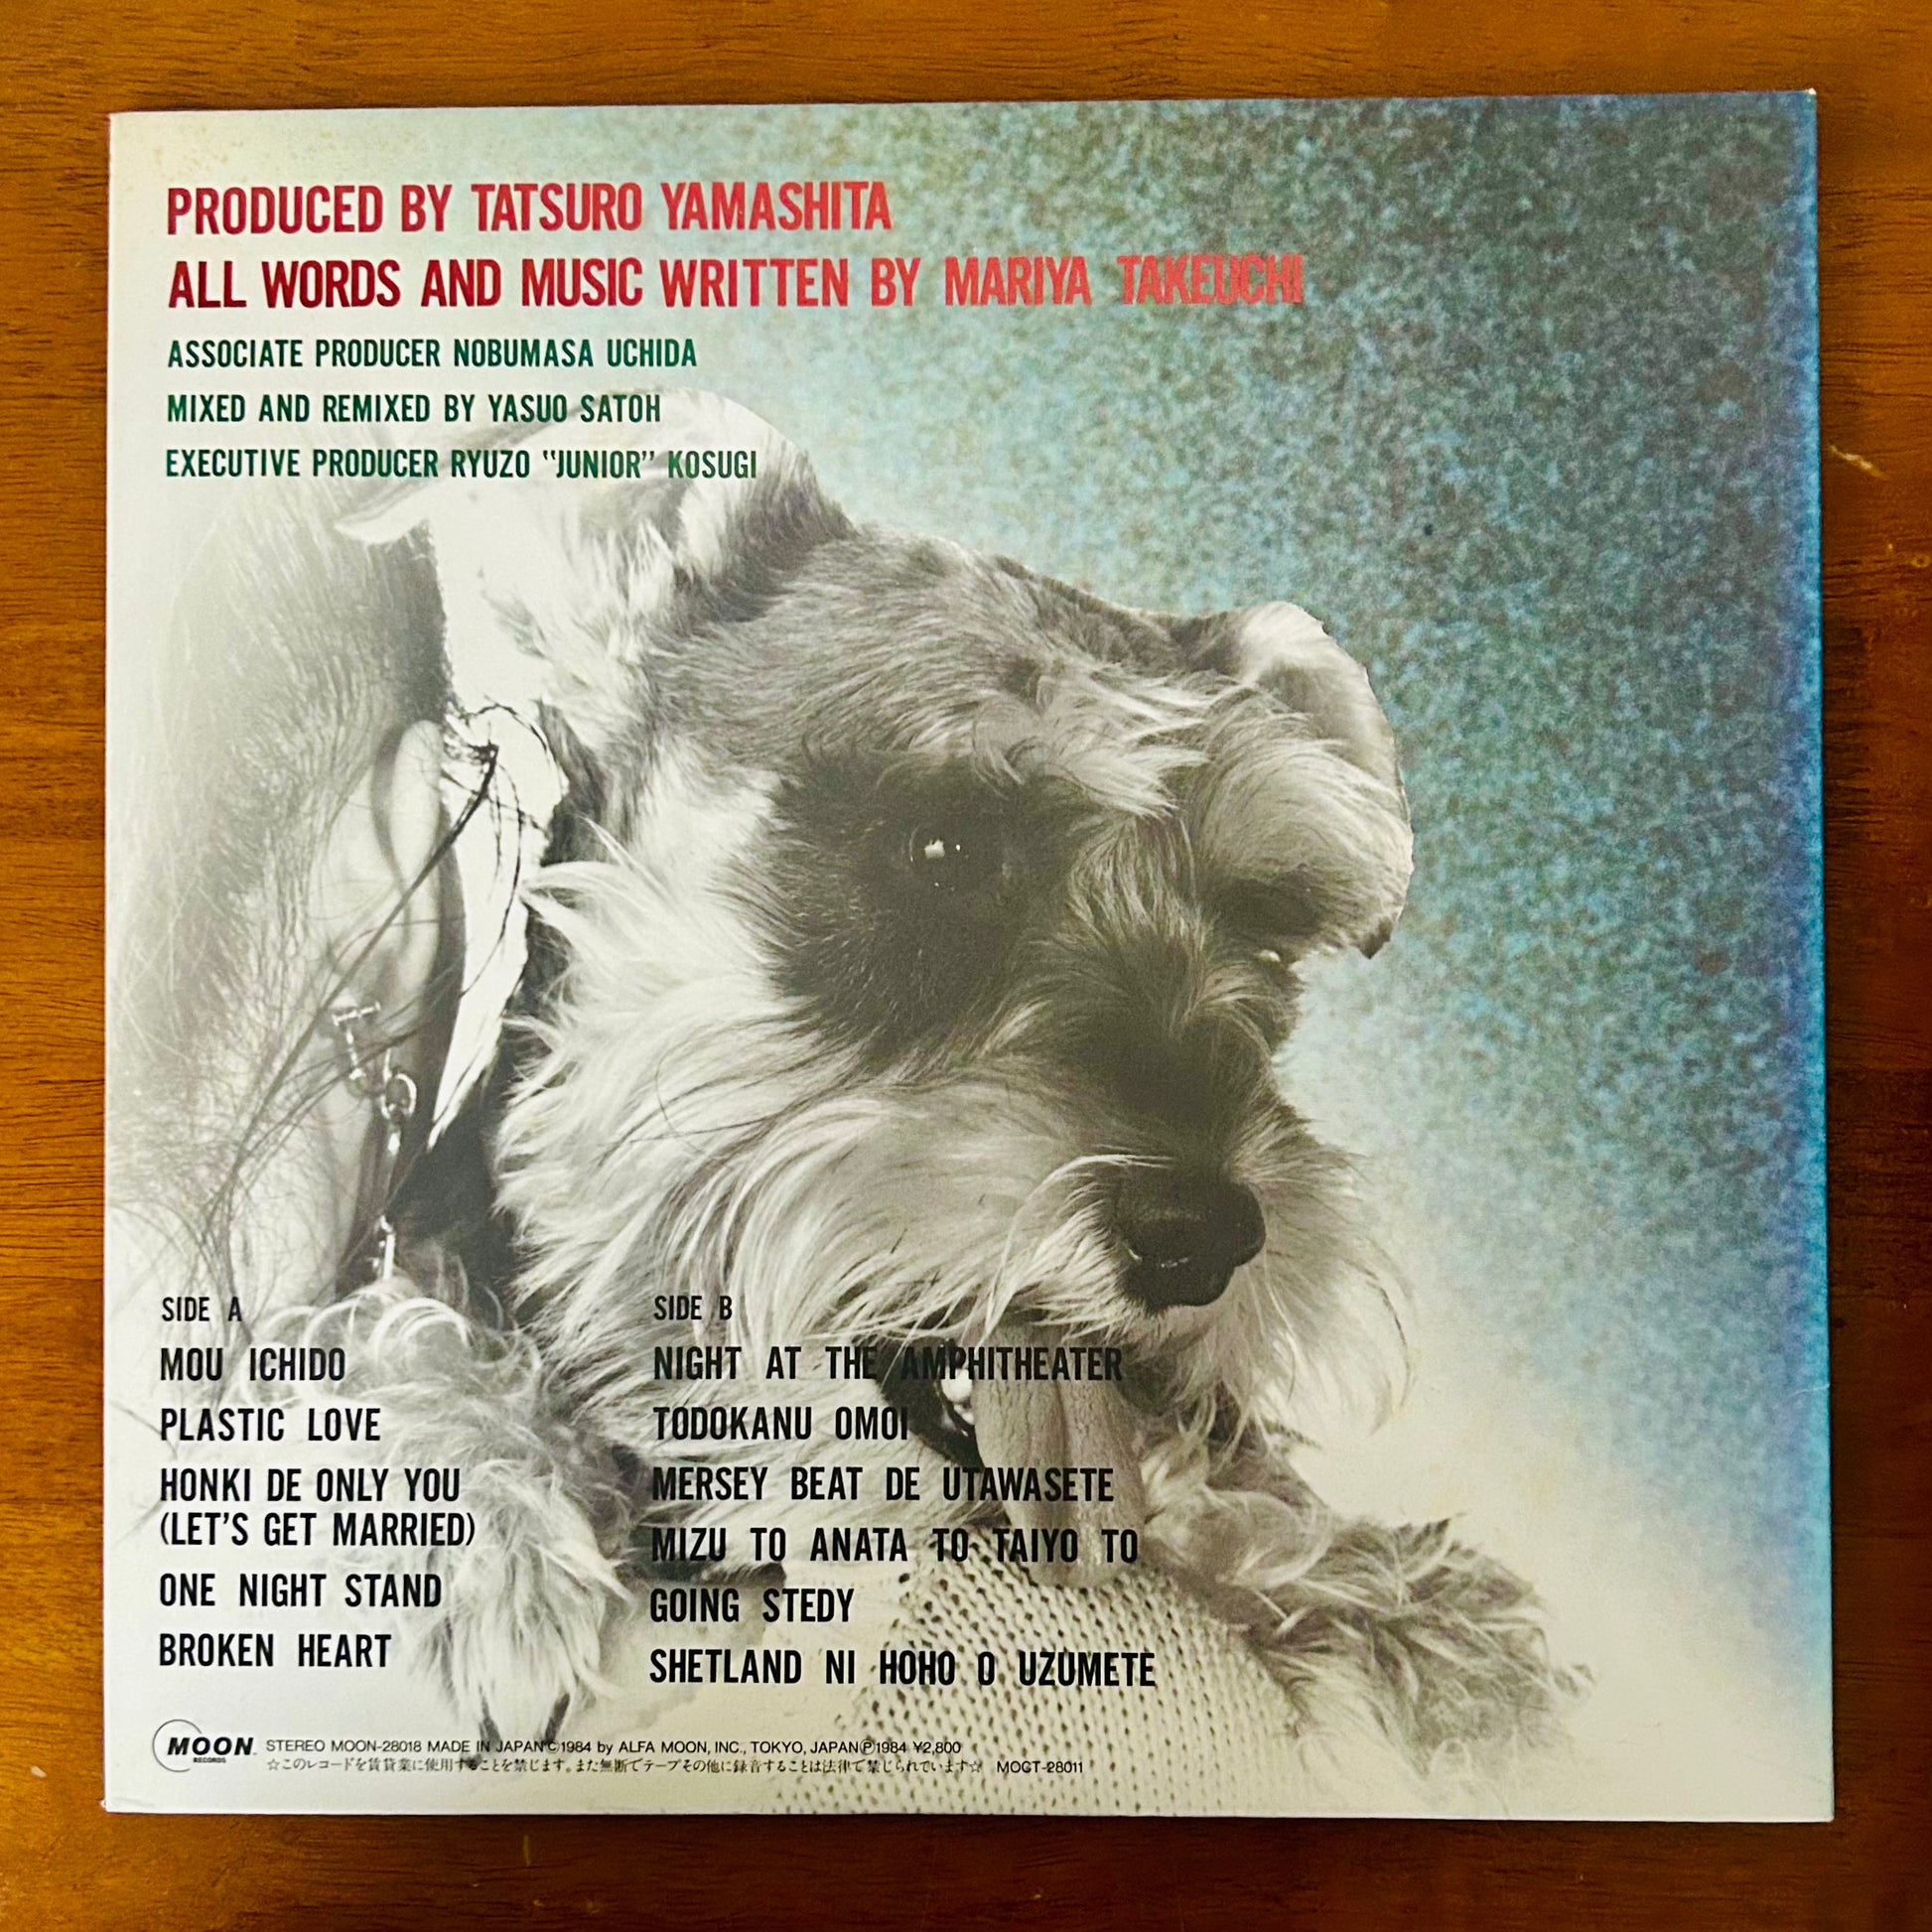 PRODUCED BY TATSURO YAMASHITA
ALL WORDS AND MUSIC WRITTEN BY MARIYA TAKEUCHI
ASSOCIATE PRODUCER NOBUMASA UCHIDA
MIXED AND REMIXED BY YASUO SATOH
EXECUTIVE PRODUCER RYUZO "JUNIOR" KOSUGI
SIDE A
MOU ICHIDO
PLASTIC LOVE
HONKI DE ONLY YOU
(LET'S GET MARRIED)
ONE NIGHT STAND
BROKEN HEART
SIDE B
NIGHT AT THE AMPHITHEATER
TODOKANU OMOI
MERSEY BEAT DE UTAWASETE
MIZU TO ANATA TO TAIYO TO
GOING STEDY
SHETLAND NI HOHO O UZUMETE
MOON RECORDS
STEREO MOON-28018 MADE IN JAPAN Ⓒ1984 by ALFA MOON, INC., TOKYO, JAPAN Ⓟ1984 ¥2,800
☆このレコードを賃貸業に使用することを禁じます。また無断でテープその他に録音することは法律で禁じられています☆ MOCT-28011